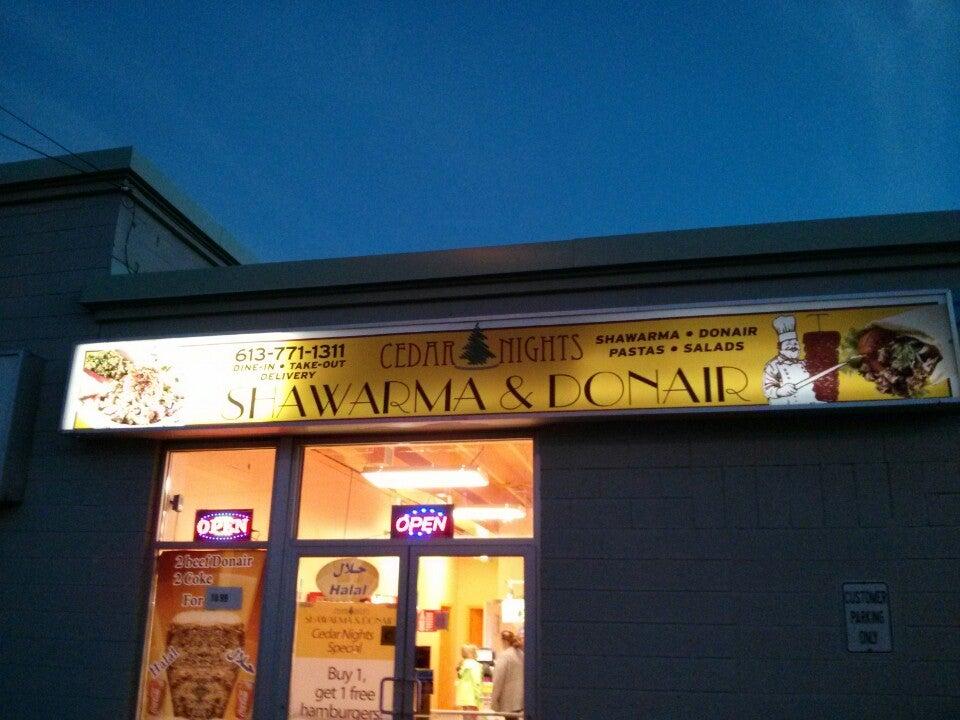 613-771-1311
DINE-IN • TAKE-OUT
DELIVERY
CEDAR NIGHTS
SHAWARMA • DONAIR
PASTAS • SALADS
SHAWARMA & DONAIR
OPEN
OPEN
2 beef Donair
2 Coke
For
Halal
حلال
حلال
Halal
SHAWARMA & DONAIR
Cedar Nights
Special
Buy 1,
get 1 free
hamburgers
CUSTOMER
PARKING
ONLY